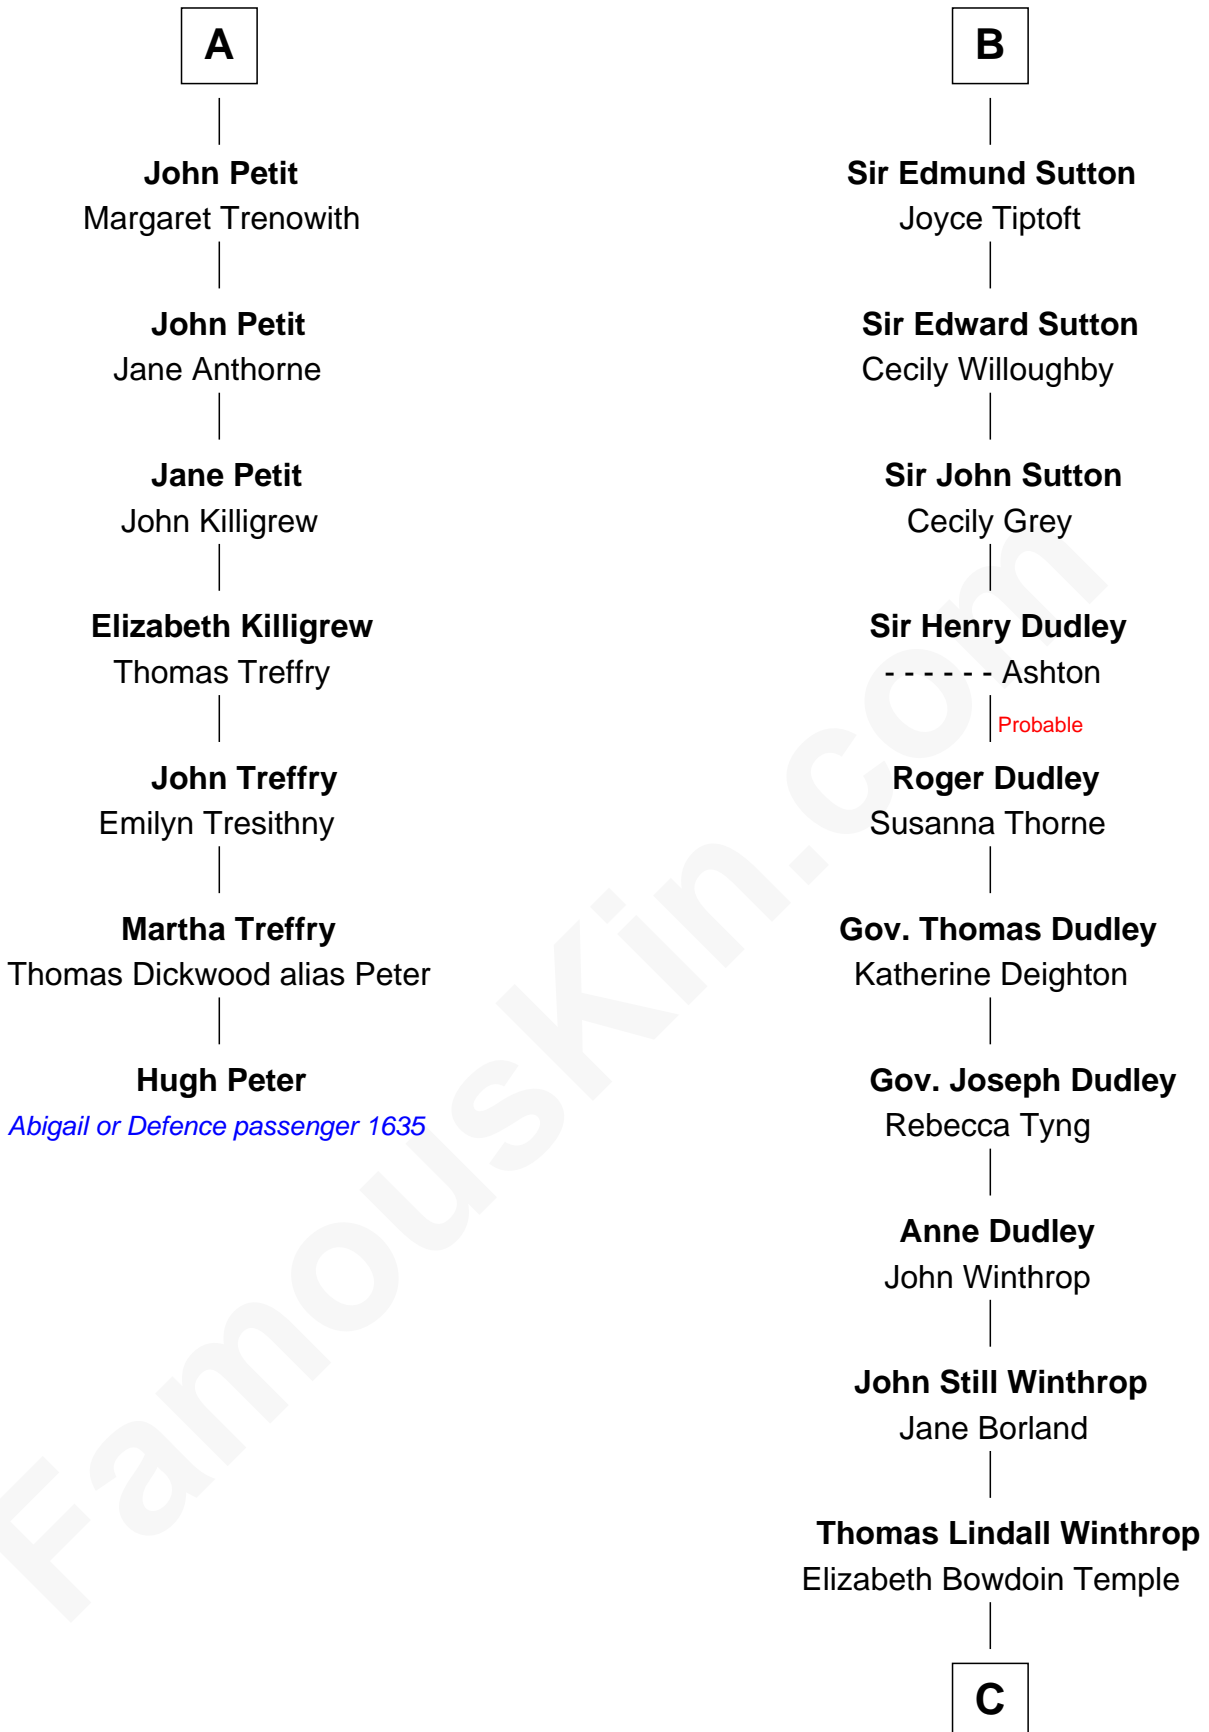 A
John Petit
Margaret Trenowith
John Petit
Jane Anthorne
Jane Petit
John Killigrew
Elizabeth Killigrew
Thomas Treffry
John Treffry
Emilyn Tresithny
Martha Treffry
Thomas Dickwood alias Peter
Hugh Peter
Abigail or Defence passenger 1635
B
Sir Edmund Sutton
Joyce Tiptoft
Sir Edward Sutton
Cecily Willoughby
Sir John Sutton
Cecily Grey
Sir Henry Dudley
- - - - - - Ashton
Probable
Roger Dudley
Susanna Thorne
Gov. Thomas Dudley
Katherine Deighton
Gov. Joseph Dudley
Rebecca Tyng
Anne Dudley
John Winthrop
John Still Winthrop
Jane Borland
Thomas Lindall Winthrop
Elizabeth Bowdoin Temple
C
FamousKin.com